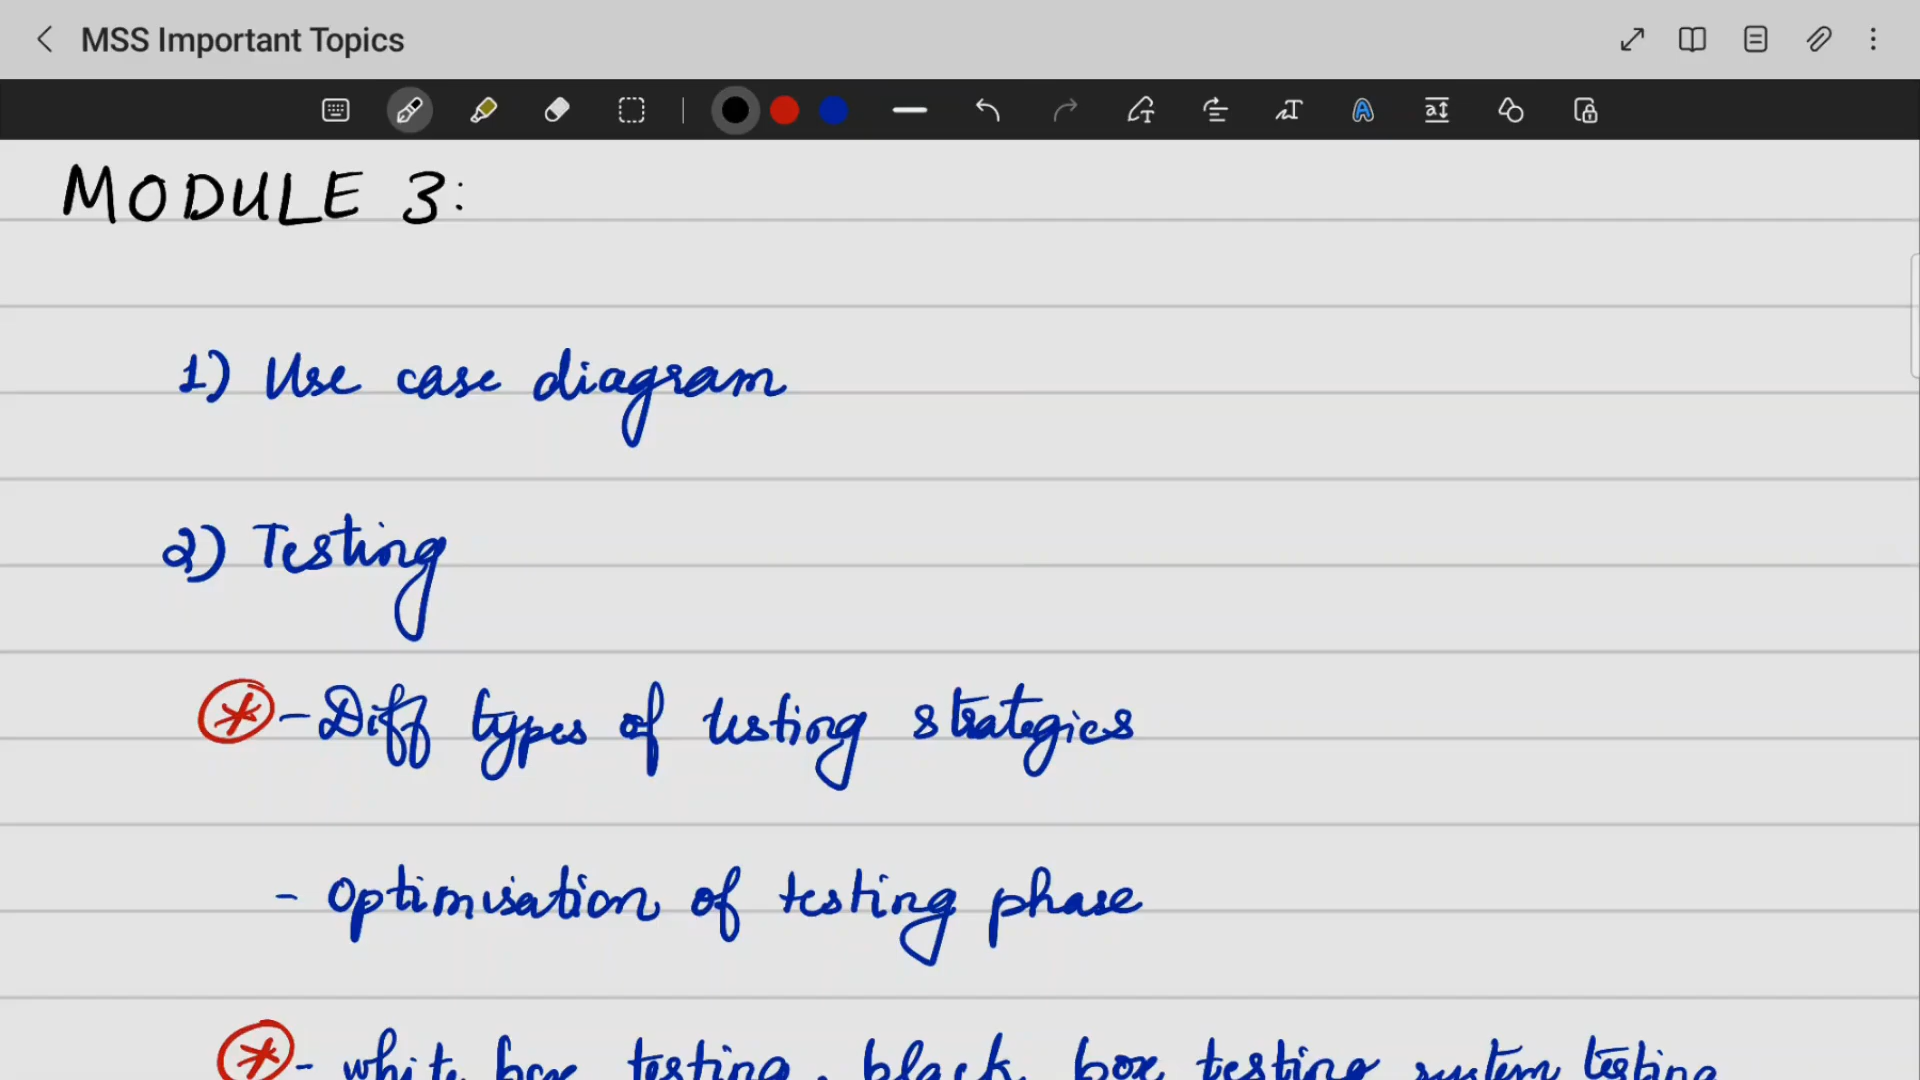 MSS Important Topics
MODULE 3:
1) Use case diagram
2) Testing
* - Diff types of testing strategies
- Optimisation of testing phase
* - white box testing, black box testing system testing